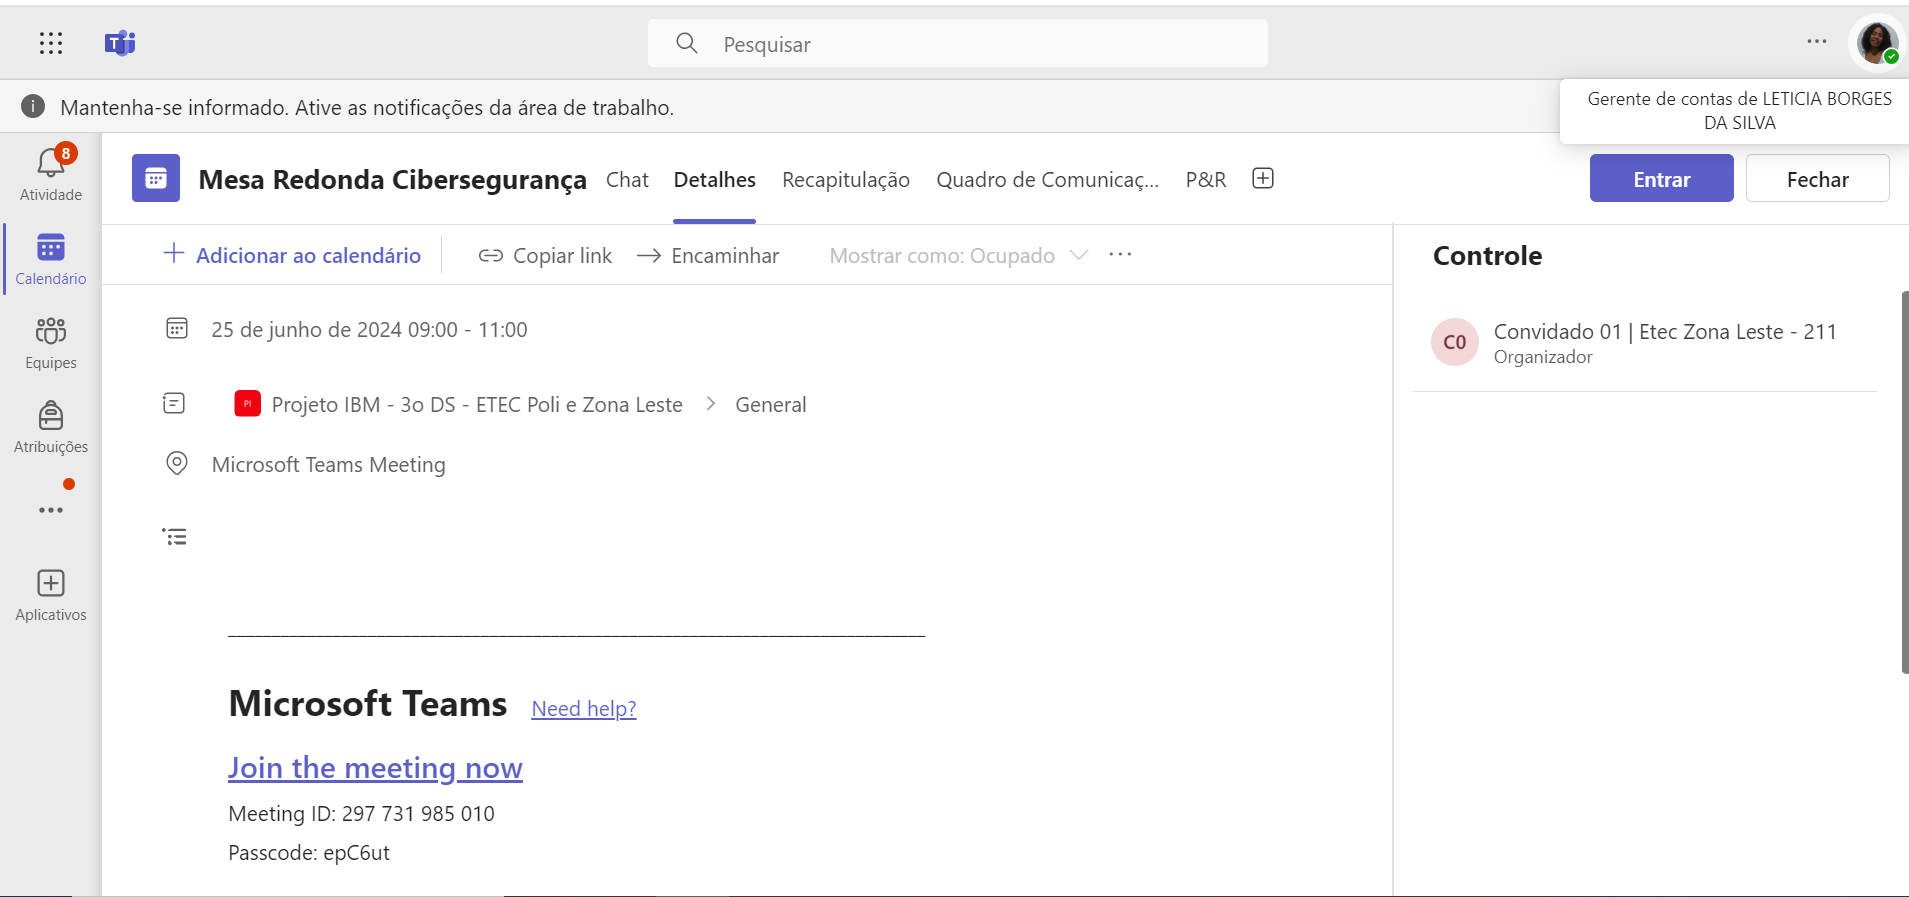 Pesquisar
Mantenha-se informado. Ative as notificações da área de trabalho.
Gerente de contas de LETICIA BORGES
DA SILVA
8
Atividade
Calendário
Equipes
Atribuições
Aplicativos
Mesa Redonda Cibersegurança
Chat
Detalhes
Recapitulação
Quadro de Comunicaç...
P&R
Entrar
Fechar
Adicionar ao calendário
Copiar link
Encaminhar
Mostrar como: Ocupado
25 de junho de 2024 09:00 - 11:00
PI
Projeto IBM - 3o DS - ETEC Poli e Zona Leste > General
Microsoft Teams Meeting
________________________________________________________________________________
Microsoft Teams Need help?
Join the meeting now
Meeting ID: 297 731 985 010
Passcode: epC6ut
Controle
C0
Convidado 01 | Etec Zona Leste - 211
Organizador